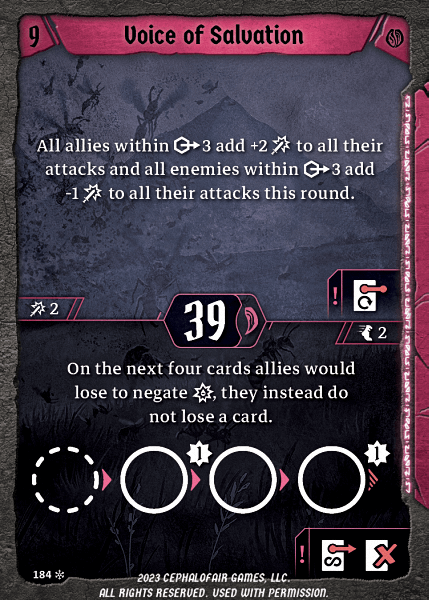 9 Voice of Salvation
All allies within 3 add +2 to all their
attacks and all enemies within 3 add
-1 to all their attacks this round.
2
39
2
On the next four cards allies would
lose to negate , they instead do
not lose a card.
1 1
184
2023 CEPHALOFAIR GAMES, LLC.
ALL RIGHTS RESERVED. USED WITH PERMISSION.